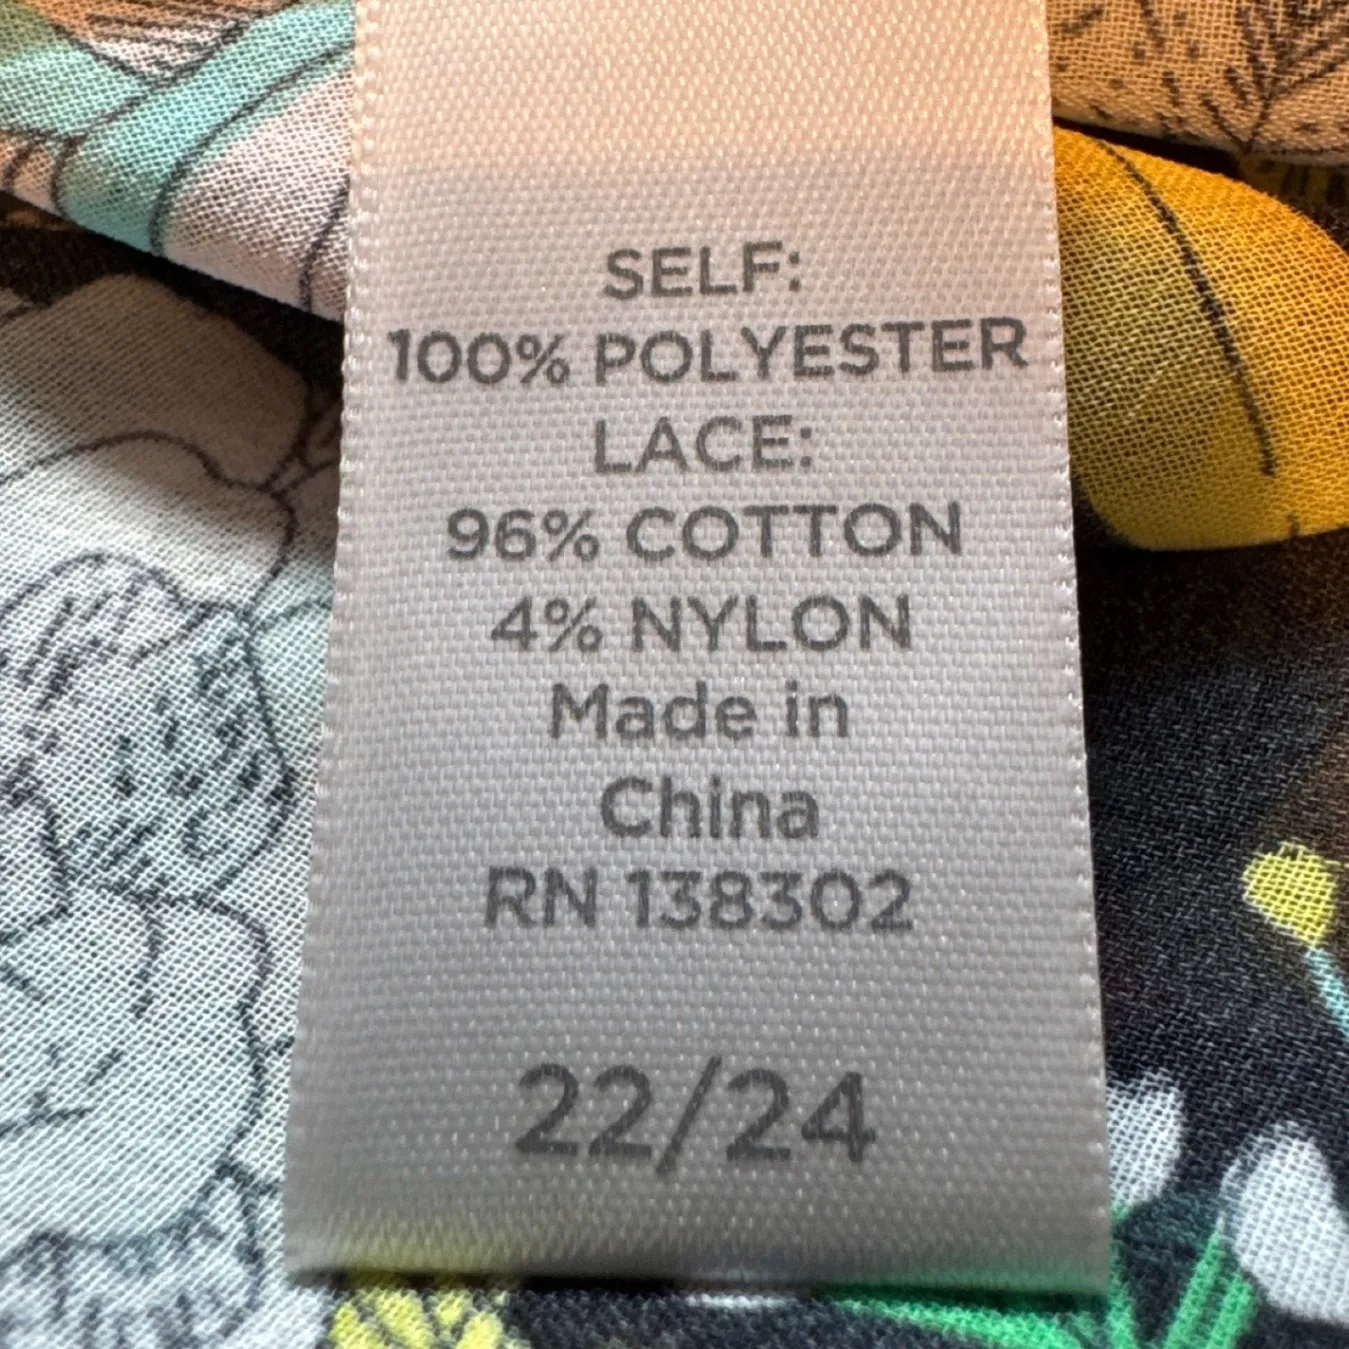 SELF:
100% POLYESTER
LACE:
96% COTTON
4% NYLON
Made in
China
RN 138302
22/24